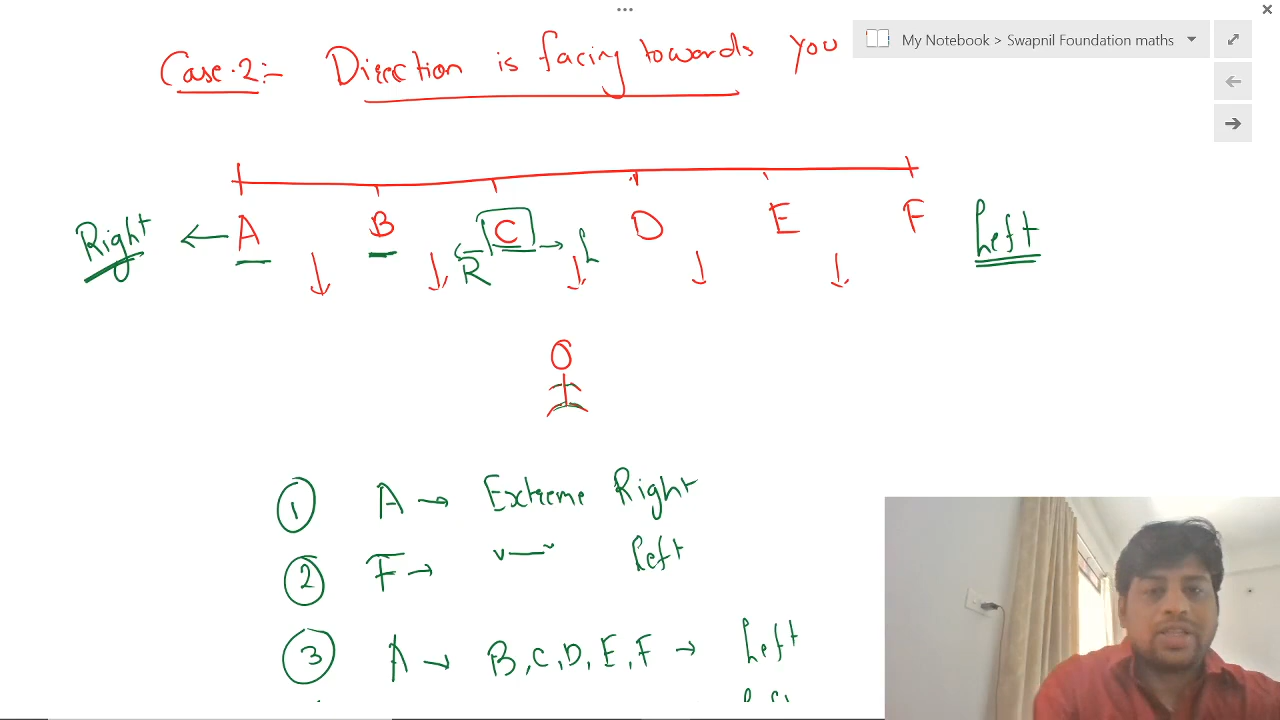 Case.2:- Direction is facing towards you
My Notebook > Swapnil Foundation maths
A B C D E F
Right ← R → L Left
① A → Extreme Right
② F → "—" Left
③ A → B, C, D, E, F → Left